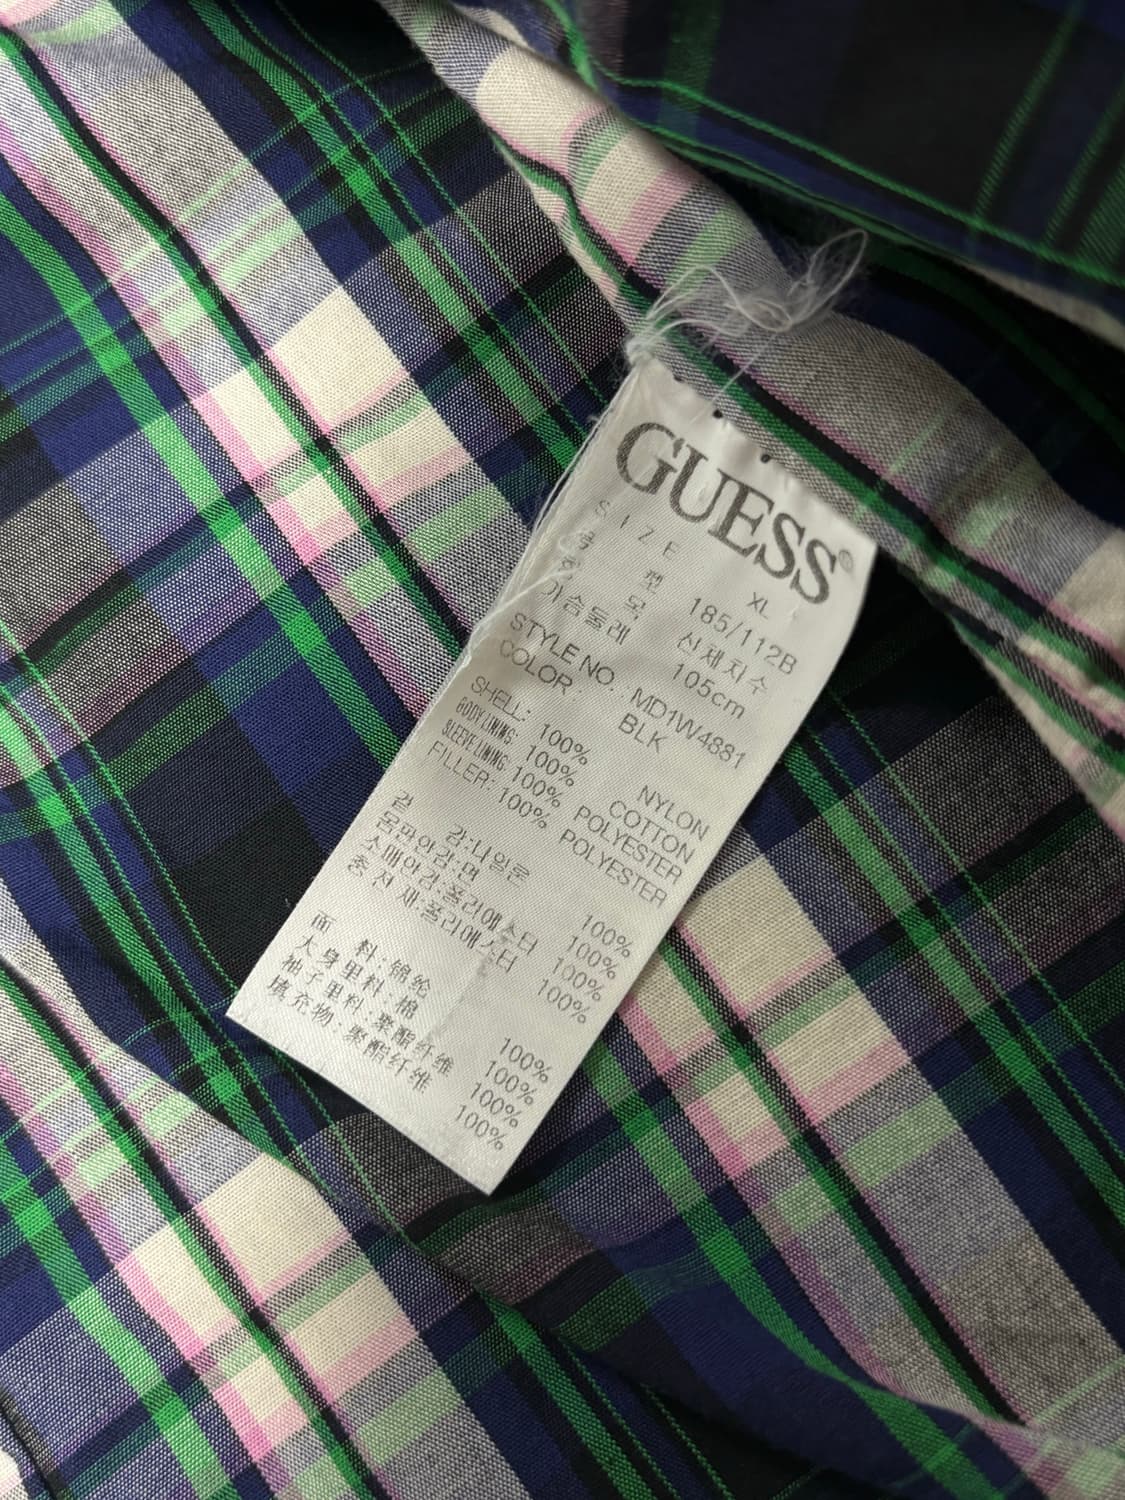 GUESS®
SIZE XL
중 국 185/112B
항 목 신체치수
가슴둘레 105cm
STYLE NO. : MD1W4881
COLOR : BLK
SHELL: 100% NYLON
BODY LINING: 100% COTTON
SLEEVE LINING: 100% POLYESTER
FILLER: 100% POLYESTER
겉 감:나일론 100%
몸판안감:면 100%
소매안감:폴리에스터 100%
충 전 재:폴리에스터 100%
面 料:锦纶 100%
大身里料:棉 100%
袖子里料:聚酯纤维 100%
填充物:聚酯纤维 100%